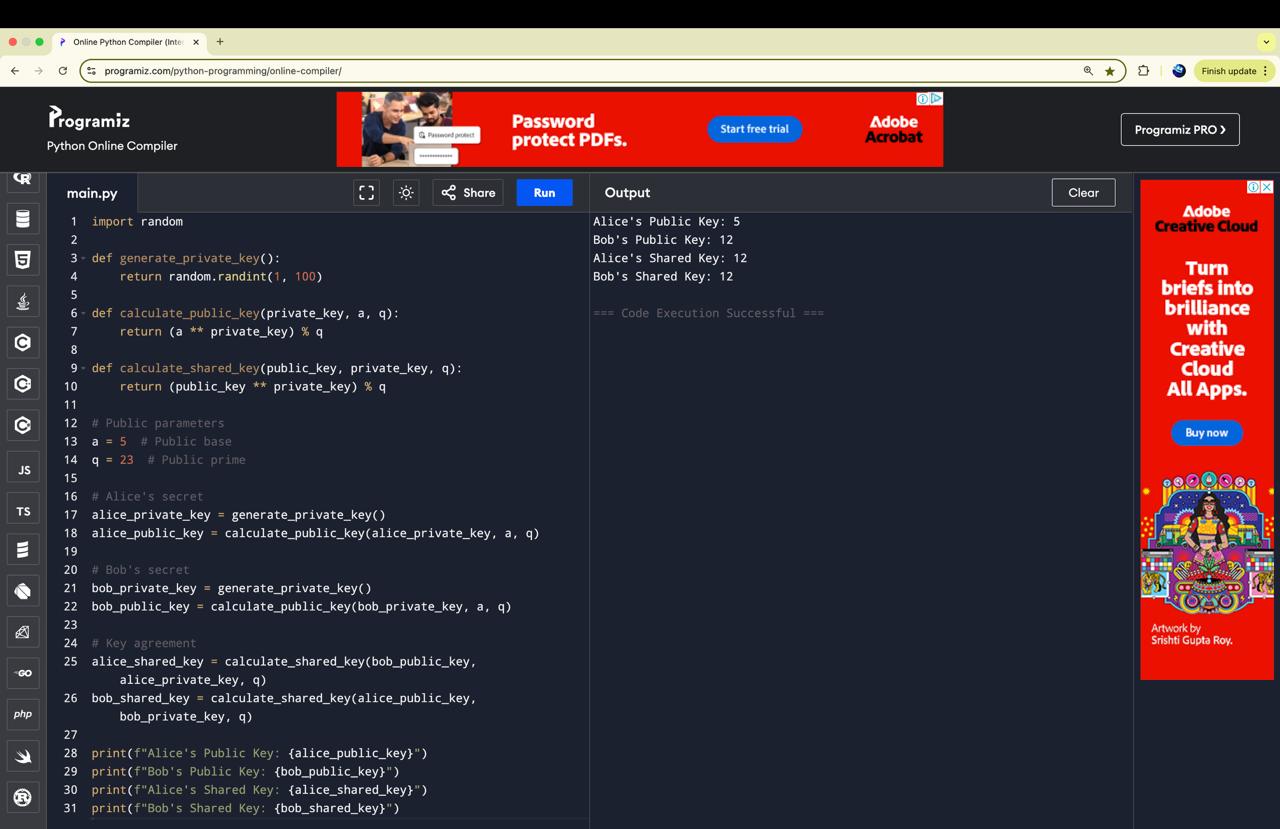 Online Python Compiler (Inte
programiz.com/python-programming/online-compiler/
Finish update
Programiz
Python Online Compiler
Password protect
Password
protect PDFs.
Start free trial
Adobe
Acrobat
Programiz PRO
main.py
Share
Run
Output
Clear
1 import random
2
3 def generate_private_key():
4     return random.randint(1, 100)
5
6 def calculate_public_key(private_key, a, q):
7     return (a ** private_key) % q
8
9 def calculate_shared_key(public_key, private_key, q):
10     return (public_key ** private_key) % q
11
12 # Public parameters
13 a = 5  # Public base
14 q = 23  # Public prime
15
16 # Alice's secret
17 alice_private_key = generate_private_key()
18 alice_public_key = calculate_public_key(alice_private_key, a, q)
19
20 # Bob's secret
21 bob_private_key = generate_private_key()
22 bob_public_key = calculate_public_key(bob_private_key, a, q)
23
24 # Key agreement
25 alice_shared_key = calculate_shared_key(bob_public_key,
alice_private_key, q)
26 bob_shared_key = calculate_shared_key(alice_public_key,
bob_private_key, q)
27
28 print(f"Alice's Public Key: {alice_public_key}")
29 print(f"Bob's Public Key: {bob_public_key}")
30 print(f"Alice's Shared Key: {alice_shared_key}")
31 print(f"Bob's Shared Key: {bob_shared_key}")
Alice's Public Key: 5
Bob's Public Key: 12
Alice's Shared Key: 12
Bob's Shared Key: 12
=== Code Execution Successful ===
JS
TS
GO
php
Adobe
Creative Cloud
Turn
briefs into
brilliance
with
Creative
Cloud
All Apps.
Buy now
Artwork by
Srishti Gupta Roy.